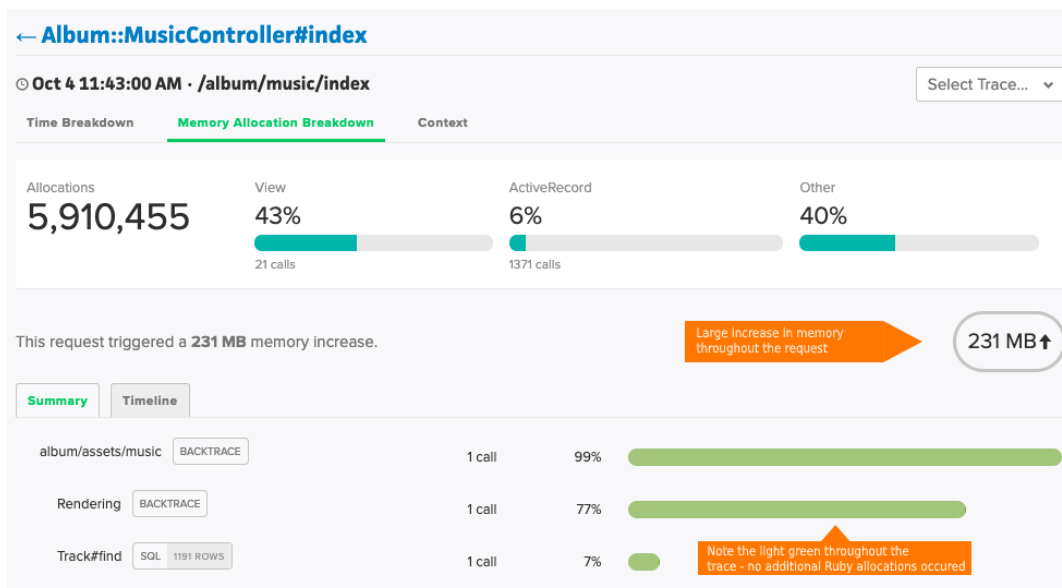 ← Album::MusicController#index
Oct 4 11:43:00 AM · /album/music/index
Select Trace...
Time Breakdown
Memory Allocation Breakdown
Context
Allocations
5,910,455
View
43%
21 calls
ActiveRecord
6%
1371 calls
Other
40%
This request triggered a 231 MB memory increase.
Large increase in memory
throughout the request
231 MB
Summary
Timeline
album/assets/music BACKTRACE 1 call 99%
Rendering BACKTRACE 1 call 77%
Track#find SQL 1191 ROWS 1 call 7%
Note the light green throughout the
trace - no additional Ruby allocations occured